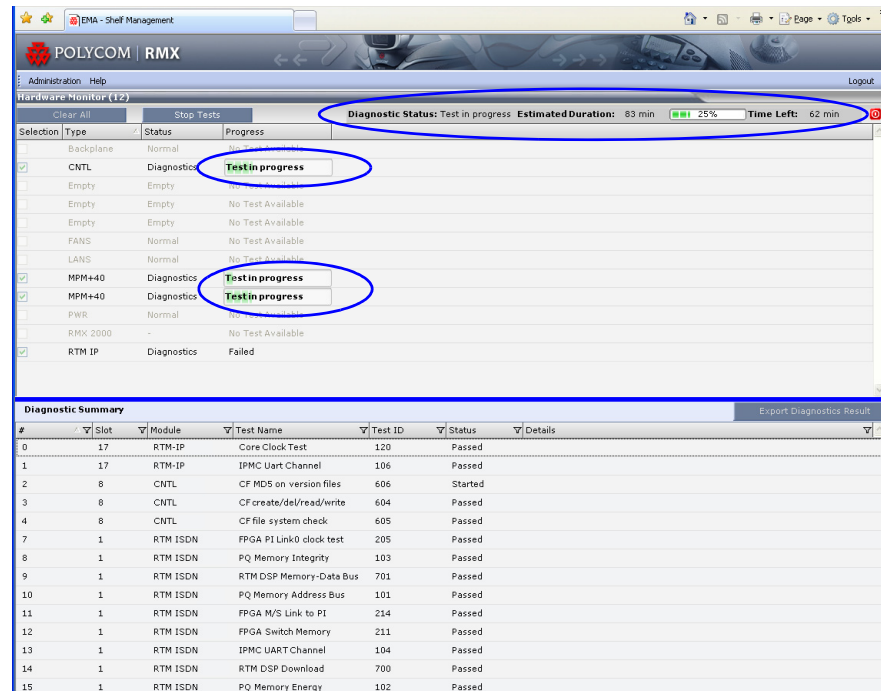 EMA - Shelf Management
Page Tools
POLYCOM | RMX
Administration Help Logout
Hardware Monitor (12)
Clear All Stop Tests Diagnostic Status: Test in progress Estimated Duration: 83 min 25% Time Left: 62 min
Selection Type Status Progress
Backplane Normal No Test Available
CNTL Diagnostics Test in progress
Empty Empty No Test Available
Empty Empty No Test Available
Empty Empty No Test Available
FANS Normal No Test Available
LANS Normal No Test Available
MPM+40 Diagnostics Test in progress
MPM+40 Diagnostics Test in progress
PWR Normal No Test Available
RMX 2000 - No Test Available
RTM IP Diagnostics Failed
Diagnostic Summary Export Diagnostics Result
# Slot Module Test Name Test ID Status Details
0 17 RTM-IP Core Clock Test 120 Passed
1 17 RTM-IP IPMC Uart Channel 106 Passed
2 8 CNTL CF MD5 on version files 606 Started
3 8 CNTL CF create/del/read/write 604 Passed
4 8 CNTL CF file system check 605 Passed
7 1 RTM ISDN FPGA PI Link0 clock test 205 Passed
8 1 RTM ISDN PQ Memory Integrity 103 Passed
9 1 RTM ISDN RTM DSP Memory-Data Bus 701 Passed
10 1 RTM ISDN PQ Memory Address Bus 101 Passed
11 1 RTM ISDN FPGA M/S Link to PI 214 Passed
12 1 RTM ISDN FPGA Switch Memory 211 Passed
13 1 RTM ISDN IPMC UART Channel 104 Passed
14 1 RTM ISDN RTM DSP Download 700 Passed
15 1 RTM ISDN PQ Memory Energy 102 Passed